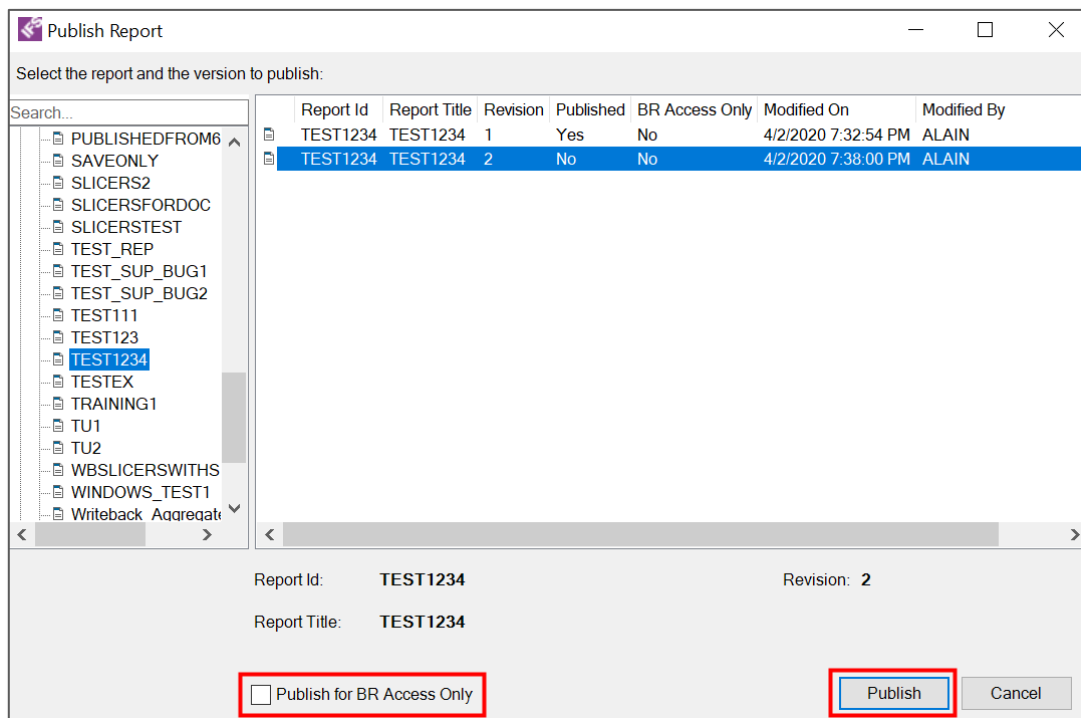 IFS Publish Report
Select the report and the version to publish:
Search...
PUBLISHEDFROM6
SAVEONLY
SLICERS2
SLICERSFORDOC
SLICERSTEST
TEST_REP
TEST_SUP_BUG1
TEST_SUP_BUG2
TEST111
TEST123
TEST1234
TESTEX
TRAINING1
TU1
TU2
WBSLICERSWITHS
WINDOWS_TEST1
Writeback_Aggregate
Report Id Report Title Revision Published BR Access Only Modified On Modified By
TEST1234 TEST1234 1 Yes No 4/2/2020 7:32:54 PM ALAIN
TEST1234 TEST1234 2 No No 4/2/2020 7:38:00 PM ALAIN
Report Id: TEST1234 Revision: 2
Report Title: TEST1234
Publish for BR Access Only Publish Cancel